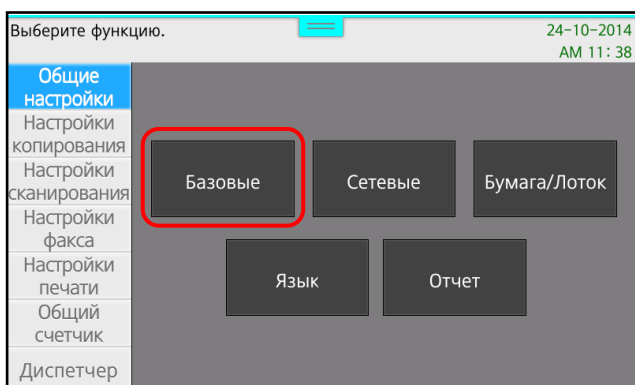 Выберите функцию.
24-10-2014
AM 11:38
Общие
настройки
Настройки
копирования
Настройки
сканирования
Настройки
факса
Настройки
печати
Общий
счетчик
Диспетчер
Базовые
Сетевые
Бумага/Лоток
Язык
Отчет